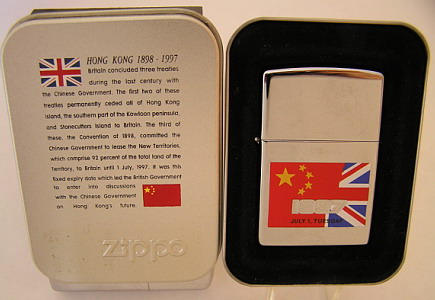 HONG KONG 1898 - 1997
Britain concluded three treaties
during the last century with
the Chinese Government. The first two of these
treaties permanently ceded all of Hong Kong
Island, the southern part of the Kowloon peninsula,
and Stonecutters Island to Britain. The third of
these, the Convention of 1898, committed the
Chinese Government to lease the New Territories,
which comprise 92 percent of the total land of the
Territory, to Britain until 1 July, 1997. It was this
fixed expiry date which led the British Government
to enter into discussions
with the Chinese Government
on Hong Kong's future.
Zippo
1997
JULY 1, TUESDAY